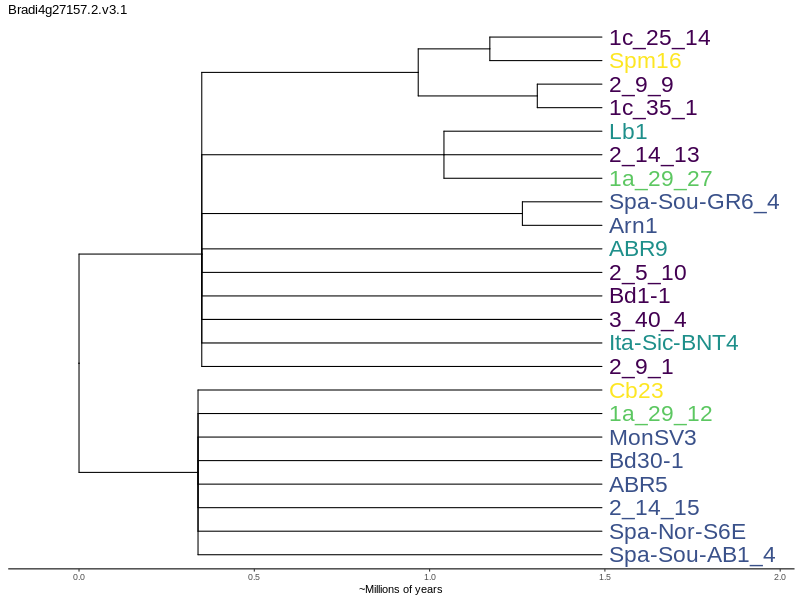 Bradi4g27157.2.v3.1
1c_25_14
Spm16
2_9_9
1c_35_1
Lb1
2_14_13
1a_29_27
Spa-Sou-GR6_4
Arn1
ABR9
2_5_10
Bd1-1
3_40_4
Ita-Sic-BNT4
2_9_1
Cb23
1a_29_12
MonSV3
Bd30-1
ABR5
2_14_15
Spa-Nor-S6E
Spa-Sou-AB1_4
0.0 0.5 1.0 1.5 2.0
~Millions of years